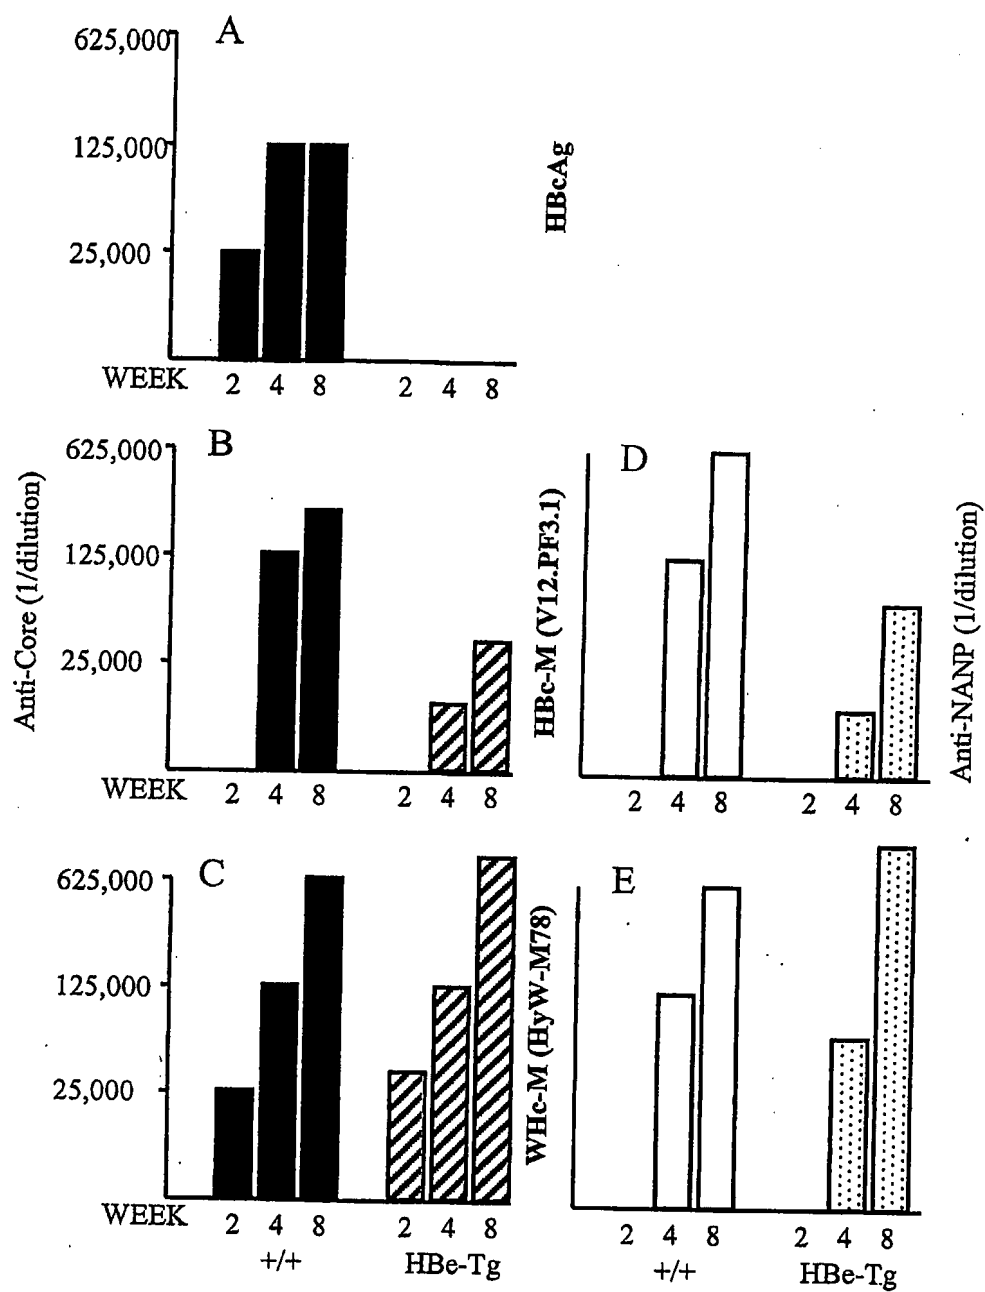 A
625,000
125,000
25,000
HBcAg
WEEK 2 4 8 2 4 8
B
625,000
125,000
25,000
Anti-Core (1/dilution)
WEEK 2 4 8 2 4 8
HBc-M (V12.PF3.1)
D
2 4 8 2 4 8
Anti-NANP (1/dilution)
C
625,000
125,000
25,000
WEEK 2 4 8 2 4 8
+/+ HBe-Tg
WHc-M (HyW-M78)
E
2 4 8 2 4 8
+/+ HBe-Tg